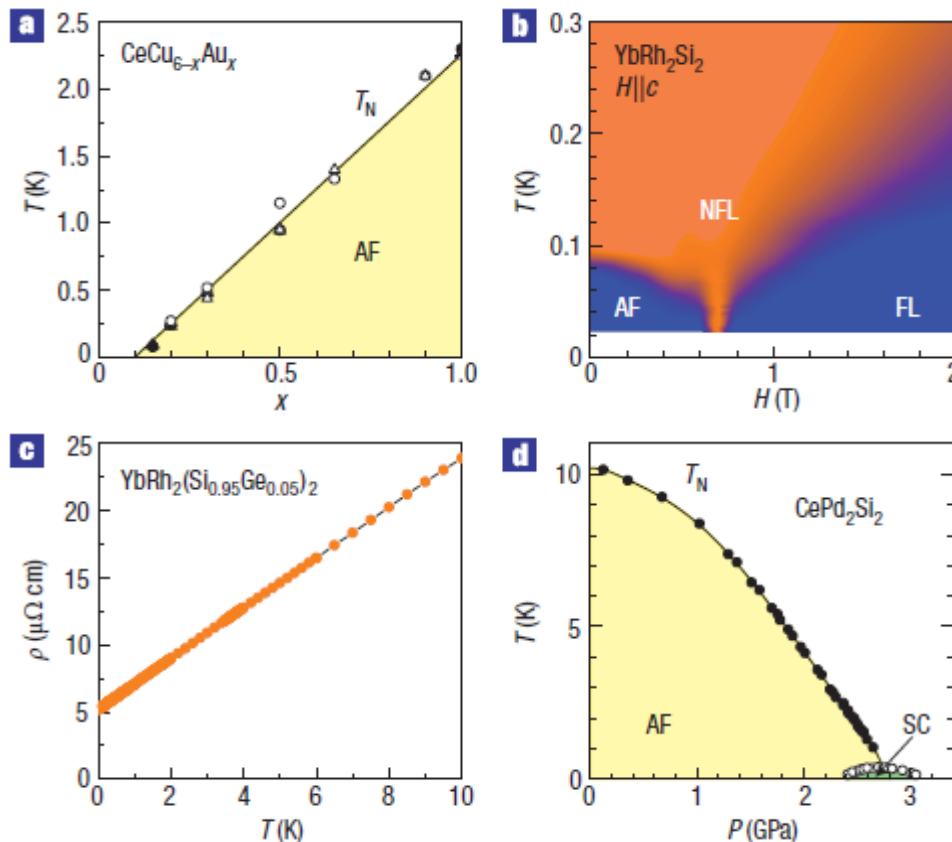 a
CeCu6–xAux
TN
AF
2.5
2.0
1.5
1.0
0.5
0
T (K)
0 0.5 1.0
x
b
YbRh2Si2
H||c
NFL
AF
FL
0.3
0.2
0.1
0
T (K)
0 1 2
H (T)
c
YbRh2(Si0.95Ge0.05)2
25
20
15
10
5
0
ρ (μΩ cm)
0 2 4 6 8 10
T (K)
d
TN
CePd2Si2
AF
SC
10
5
0
T (K)
0 1 2 3
P (GPa)